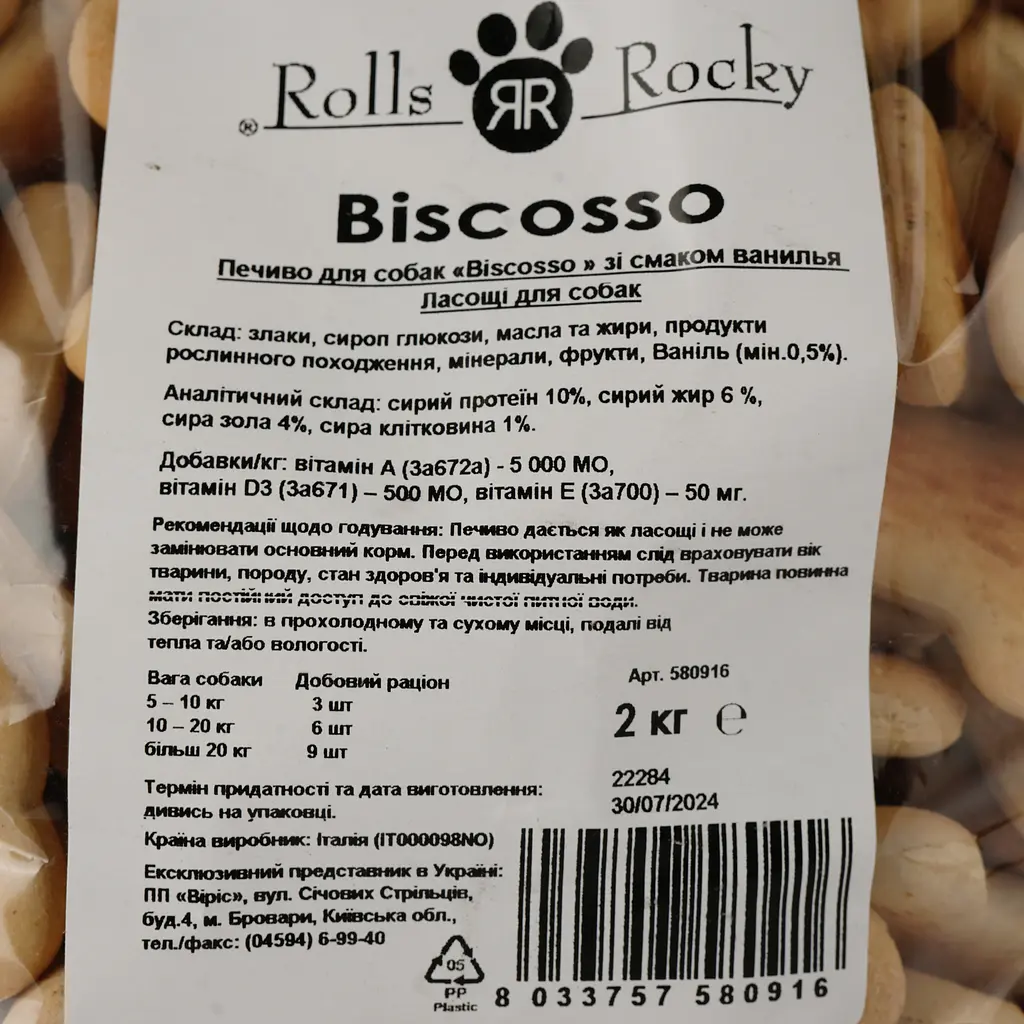 Rolls RR Rocky
®
Biscosso
Печиво для собак «Biscosso » зі смаком ванилья
Ласощі для собак
Склад: злаки, сироп глюкози, масла та жири, продукти
рослинного походження, мінерали, фрукти, Ваніль (мін.0,5%).
Аналітичний склад: сирий протеїн 10%, сирий жир 6 %,
сира зола 4%, сира клітковина 1%.
Добавки/кг: вітамін А (3а672а) - 5 000 МО,
вітамін D3 (3а671) – 500 МО, вітамін Е (3а700) – 50 мг.
Рекомендації щодо годування: Печиво дається як ласощі і не може
замінювати основний корм. Перед використанням слід враховувати вік
тварини, породу, стан здоров'я та індивідуальні потреби. Тварина повинна
мати постійний доступ до свіжої чистої питної води.
Зберігання: в прохолодному та сухому місці, подалі від
тепла та/або вологості.
Вага собаки Добовий раціон
5 – 10 кг 3 шт
10 – 20 кг 6 шт
більш 20 кг 9 шт
Арт. 580916
2 кг ℮
Термін придатності та дата виготовлення:
дивись на упаковці.
22284
30/07/2024
Країна виробник: Італія (IT000098NO)
Ексклюзивний представник в Україні:
ПП «Віріс», вул. Січових Стрільців,
буд.4, м. Бровари, Київська обл.,
тел./факс: (04594) 6-99-40
05
PP
Plastic
8 033757 580916